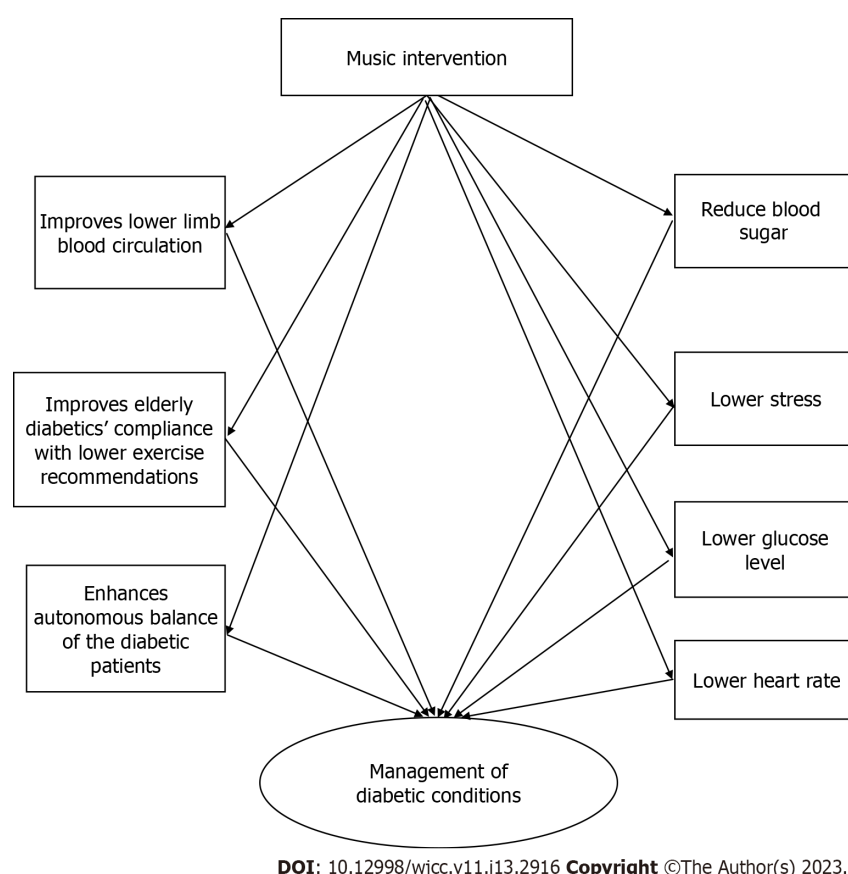 Music intervention
Improves lower limb
blood circulation
Reduce blood
sugar
Improves elderly
diabetics’ compliance
with lower exercise
recommendations
Lower stress
Lower glucose
level
Enhances
autonomous balance
of the diabetic
patients
Lower heart rate
Management of
diabetic conditions
DOI: 10.12998/wjcc.v11.i13.2916 Copyright ©The Author(s) 2023.